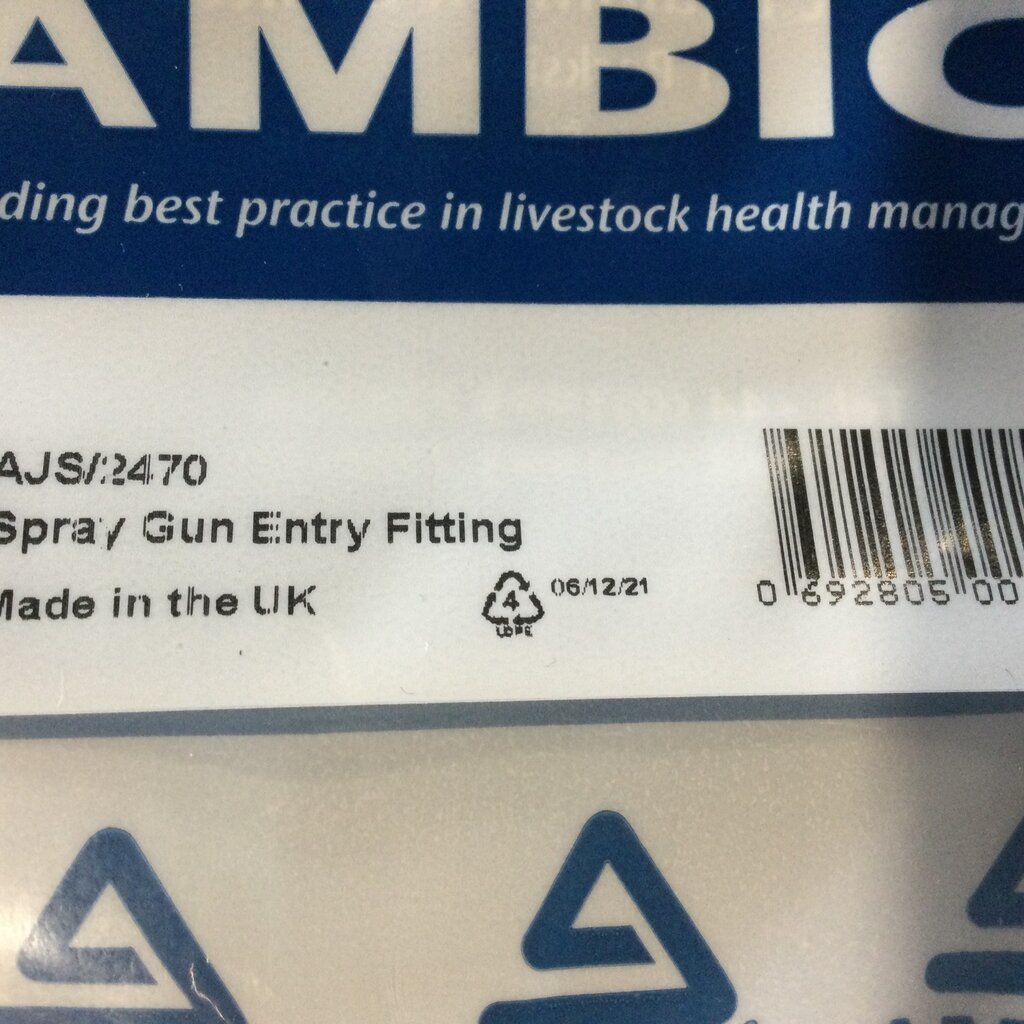 AMBIC
ding best practice in livestock health manag
AJS/2470
Spray Gun Entry Fitting
Made in the UK
4
LDPE
06/12/21
0 692805 00